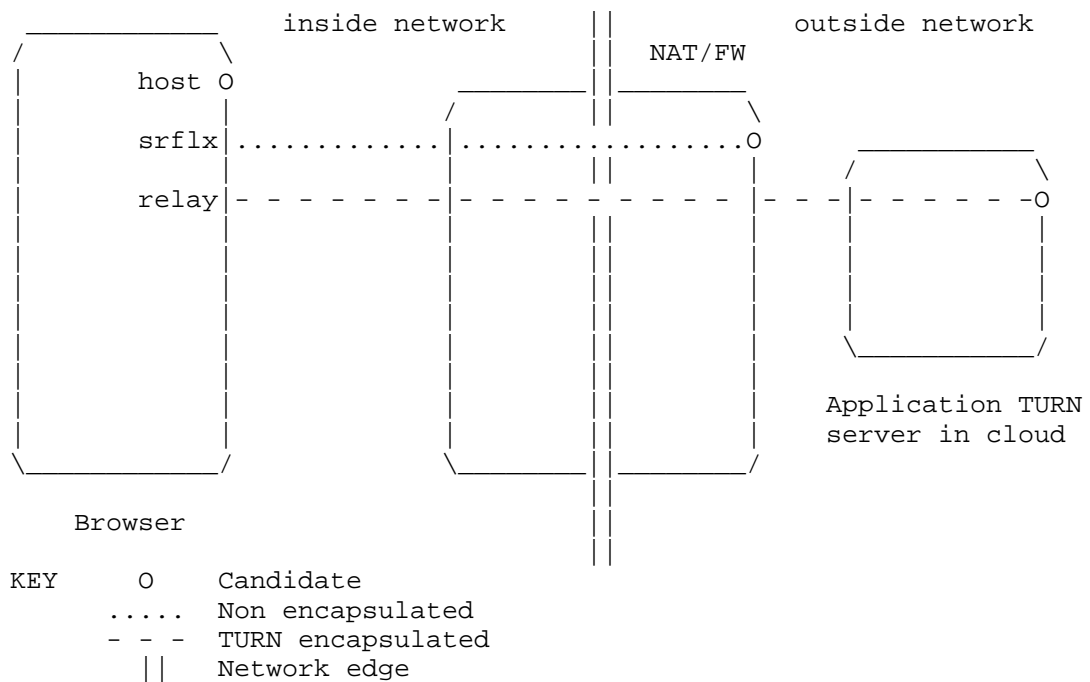 inside network || outside network
NAT/FW
host O
srflx|.............|..................O
relay|- - - - - - -|- - - - - - - - - |- - -|- - - - - -O
Application TURN
server in cloud
Browser
KEY O Candidate
..... Non encapsulated
- - - TURN encapsulated
|| Network edge